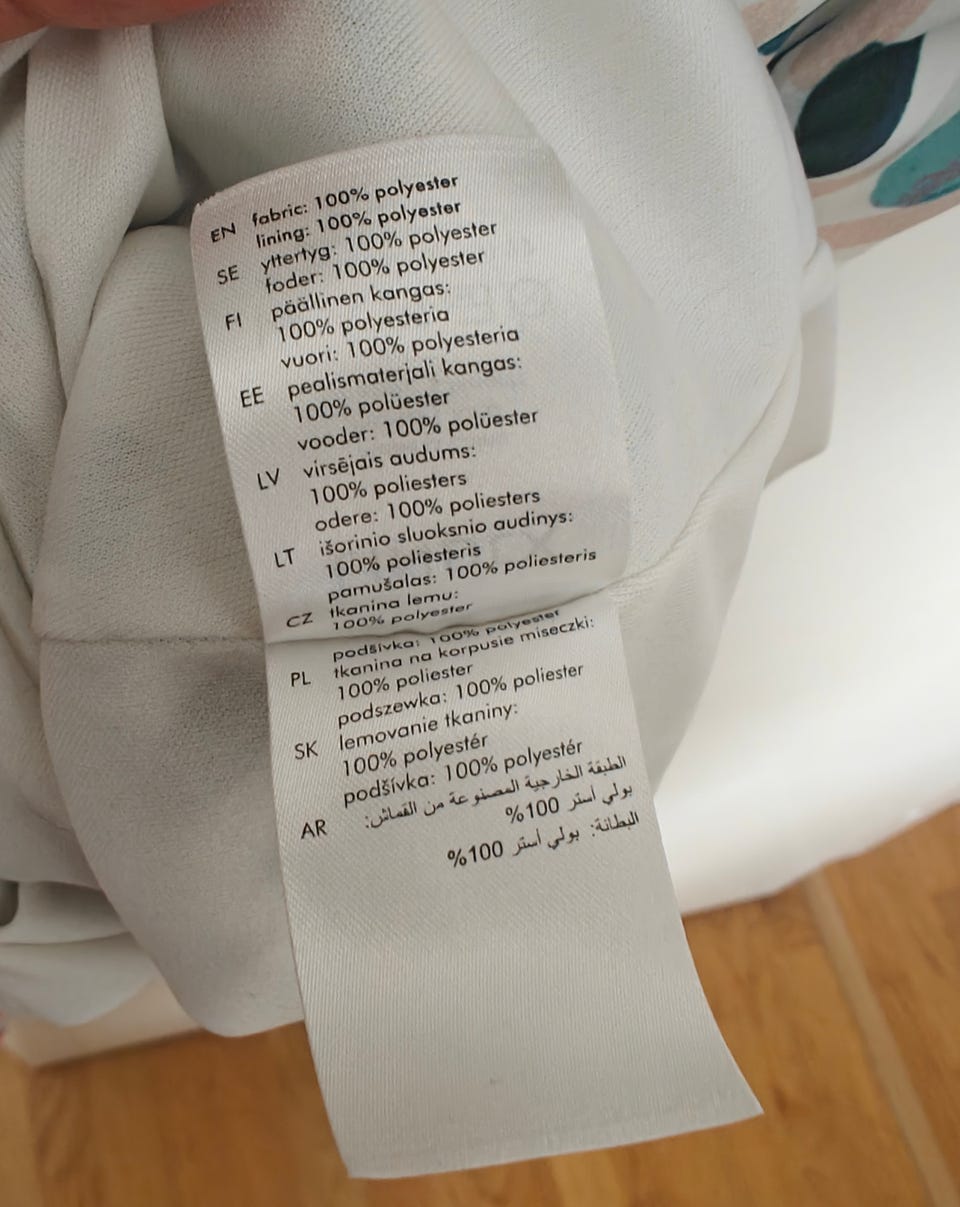 EN fabric: 100% polyester
lining: 100% polyester
SE yttertyg: 100% polyester
foder: 100% polyester
FI päällinen kangas:
100% polyesteria
vuori: 100% polyesteria
EE pealismaterjali kangas:
100% polüester
vooder: 100% polüester
LV virsējais audums:
100% poliesters
odere: 100% poliesters
LT išorinio sluoksnio audinys:
100% poliesteris
pamušalas: 100% poliesteris
CZ tkanina lemu:
100% polyester
podšívka: 100% polyester
PL tkanina na korpusie miseczki:
100% poliester
podszewka: 100% poliester
SK lemovanie tkaniny:
100% polyestér
podšívka: 100% polyestér
AR الطبقة الخارجية المصنوعة من القماش:
بولي أستر 100%
البطانة: بولي أستر 100%